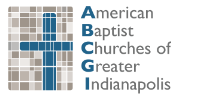 American
Baptist
Churches of
Greater
Indianapolis